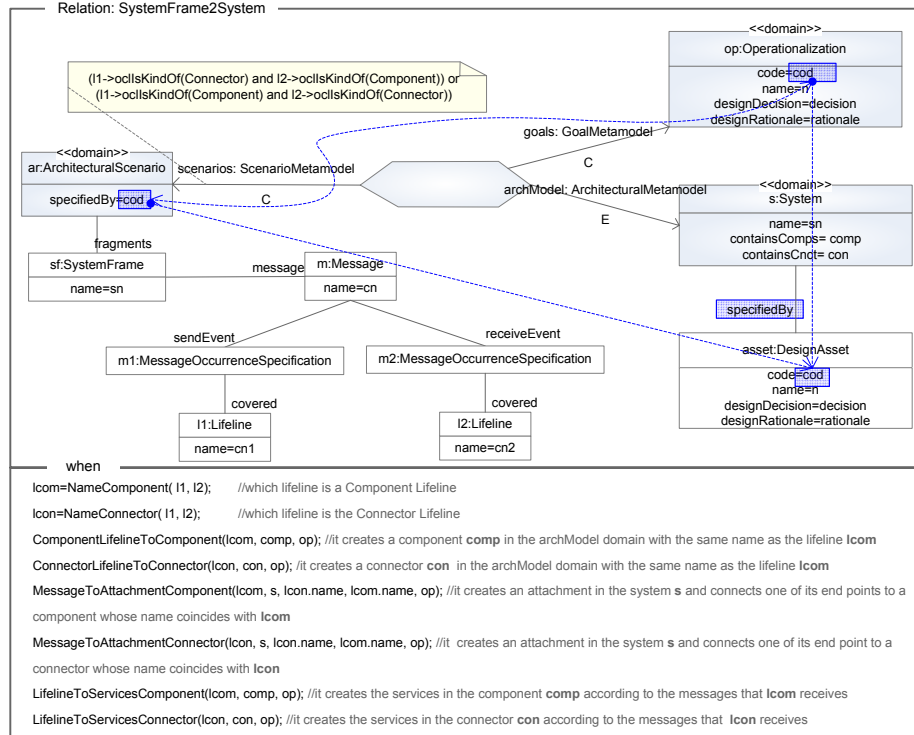 Relation: SystemFrame2System
<<domain>>
op:Operationalization
code=cod
name=n
designDecision=decision
designRationale=rationale
(l1->oclIsKindOf(Connector) and l2->oclIsKindOf(Component)) or
(l1->oclIsKindOf(Component) and l2->oclIsKindOf(Connector))
goals: GoalMetamodel
C
<<domain>>
ar:ArchitecturalScenario
specifiedBy=cod
scenarios: ScenarioMetamodel
C
archModel: ArchitecturalMetamodel
E
<<domain>>
s:System
name=sn
containsComps= comp
containsCnct= con
fragments
sf:SystemFrame
name=sn
message
m:Message
name=cn
specifiedBy
sendEvent
receiveEvent
m1:MessageOccurrenceSpecification
m2:MessageOccurrenceSpecification
asset:DesignAsset
code=cod
name=n
designDecision=decision
designRationale=rationale
covered
covered
l1:Lifeline
name=cn1
l2:Lifeline
name=cn2
when
lcom=NameComponent( l1, l2); //which lifeline is a Component Lifeline
lcon=NameConnector( l1, l2); //which lifeline is the Connector Lifeline
ComponentLifelineToComponent(lcom, comp, op); //it creates a component comp in the archModel domain with the same name as the lifeline lcom
ConnectorLifelineToConnector(lcon, con, op); /it creates a connector con in the archModel domain with the same name as the lifeline lcom
MessageToAttachmentComponent(lcom, s, lcon.name, lcom.name, op); //it creates an attachment in the system s and connects one of its end points to a
component whose name coincides with lcom
MessageToAttachmentConnector(lcon, s, lcon.name, lcom.name, op); //it creates an attachment in the system s and connects one of its end point to a
connector whose name coincides with lcon
LifelineToServicesComponent(lcom, comp, op); //it creates the services in the component comp according to the messages that lcom receives
LifelineToServicesConnector(lcon, con, op); //it creates the services in the connector con according to the messages that lcon receives